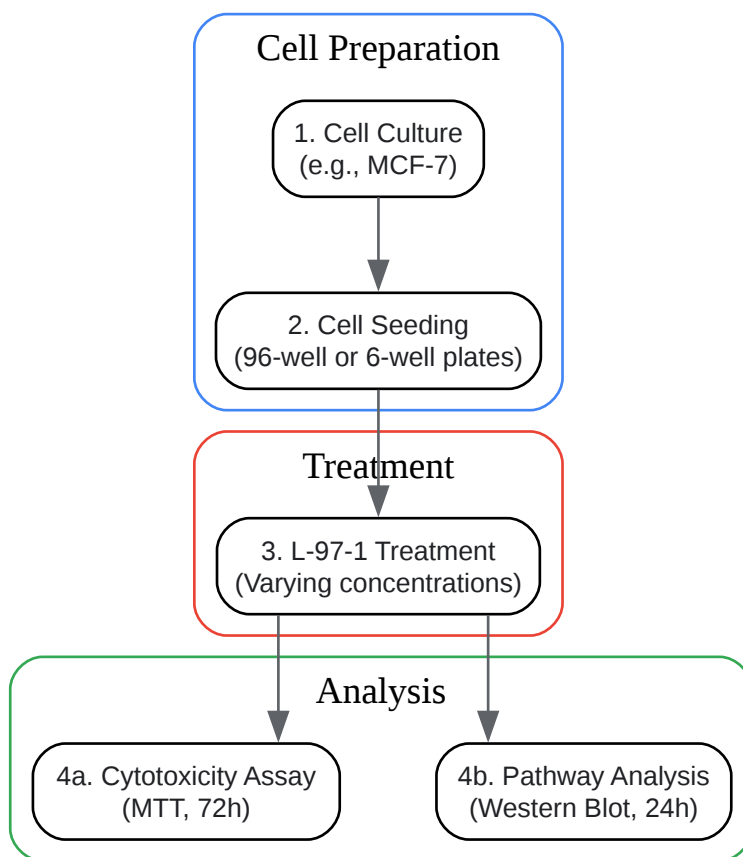 Cell Preparation
1. Cell Culture
(e.g., MCF-7)
2. Cell Seeding
(96-well or 6-well plates)
Treatment
3. L-97-1 Treatment
(Varying concentrations)
Analysis
4a. Cytotoxicity Assay
(MTT, 72h)
4b. Pathway Analysis
(Western Blot, 24h)